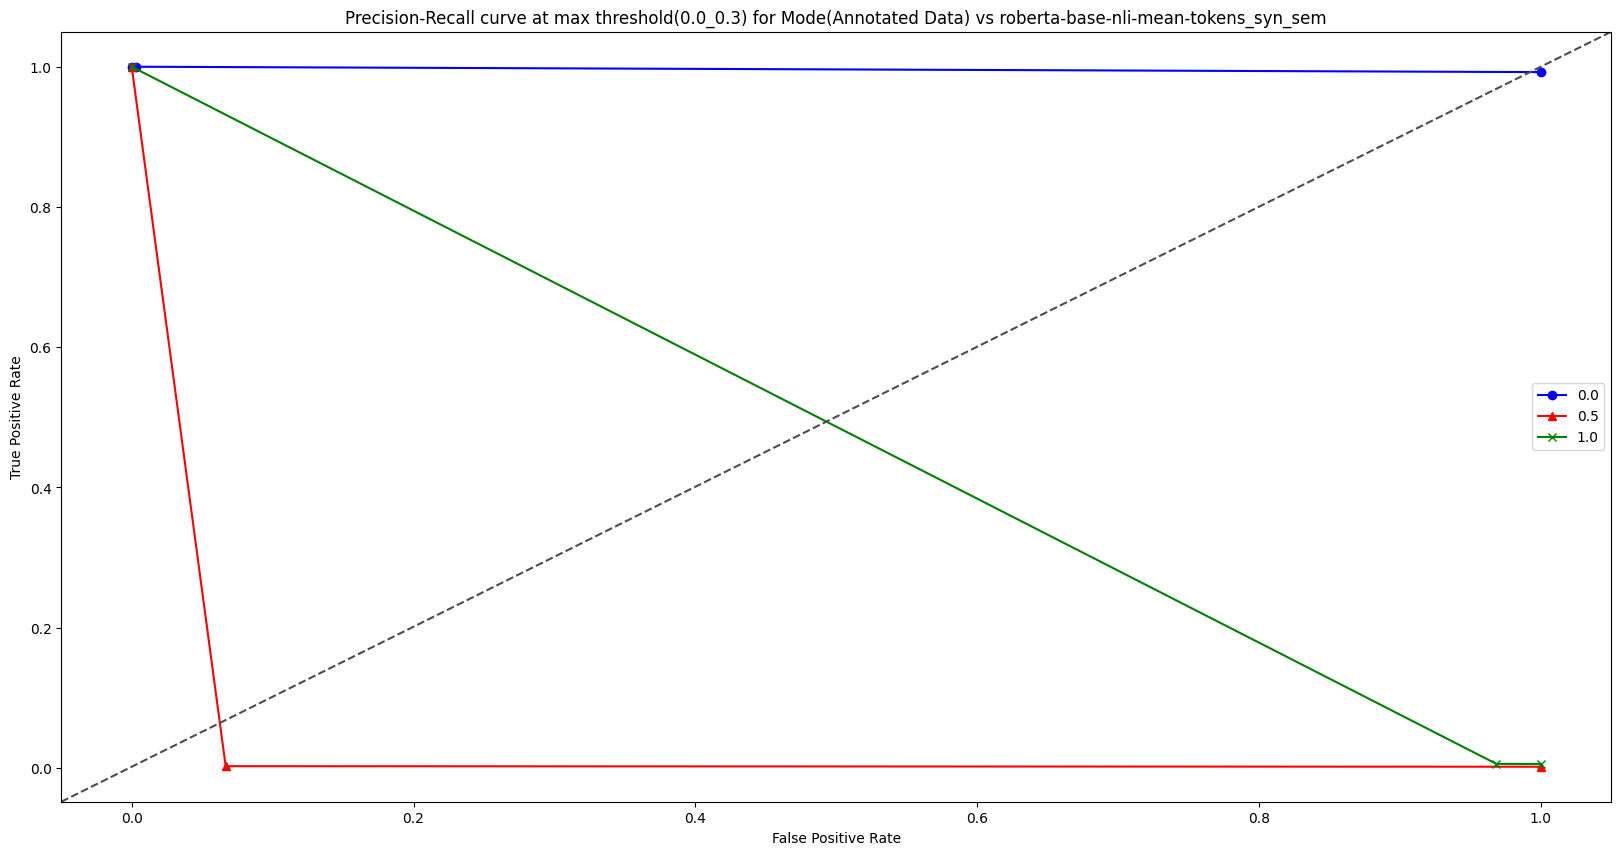 Precision-Recall curve at max threshold(0.0_0.3) for Mode(Annotated Data) vs roberta-base-nli-mean-tokens_syn_sem
1.0
0.8
0.6
0.4
0.2
0.0
True Positive Rate
0.0
0.5
1.0
0.0 0.2 0.4 0.6 0.8 1.0
False Positive Rate